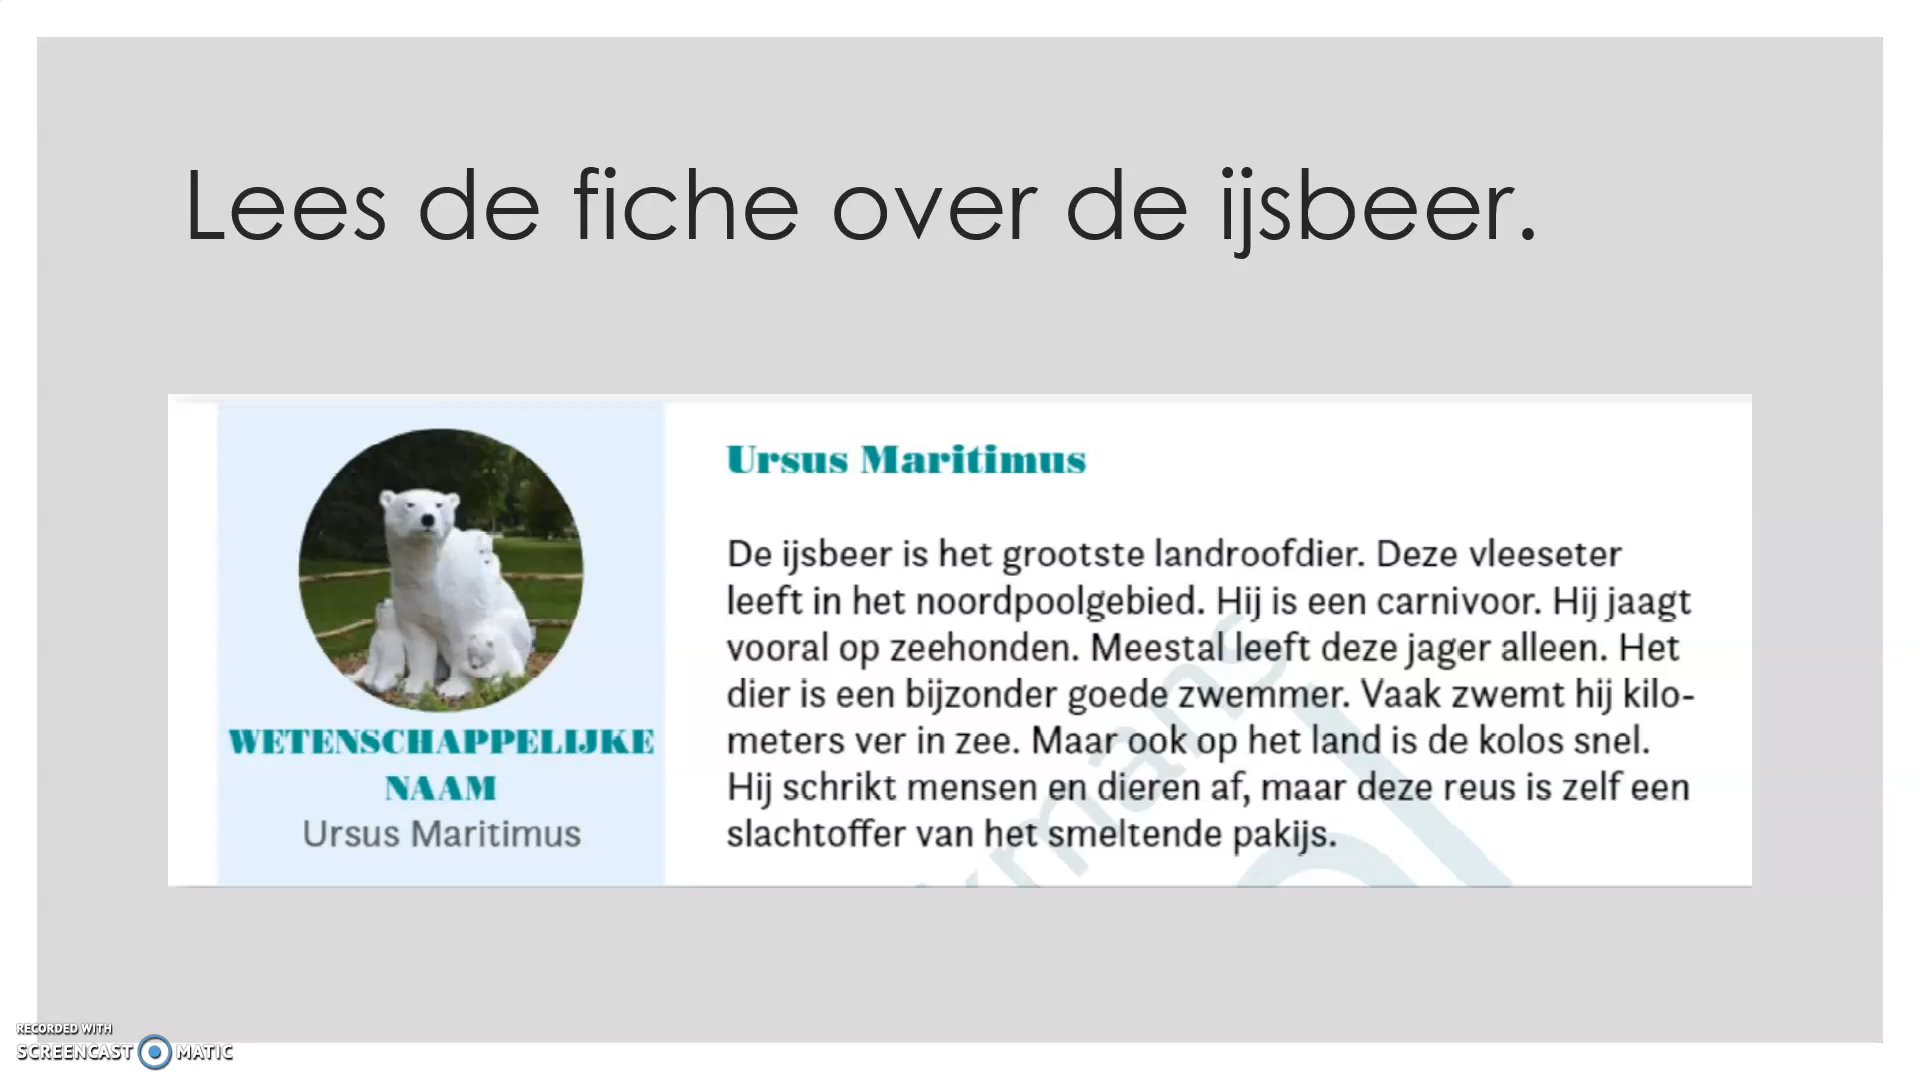 Lees de fiche over de ijsbeer.
Ursus Maritimus
De ijsbeer is het grootste landroofdier. Deze vleeseter
leeft in het noordpoolgebied. Hij is een carnivoor. Hij jaagt
vooral op zeehonden. Meestal leeft deze jager alleen. Het
dier is een bijzonder goede zwemmer. Vaak zwemt hij kilo-
meters ver in zee. Maar ook op het land is de kolos snel.
Hij schrikt mensen en dieren af, maar deze reus is zelf een
slachtoffer van het smeltende pakijs.
WETENSCHAPPELIJKE
NAAM
Ursus Maritimus
RECORDED WITH
SCREENCAST MATIC